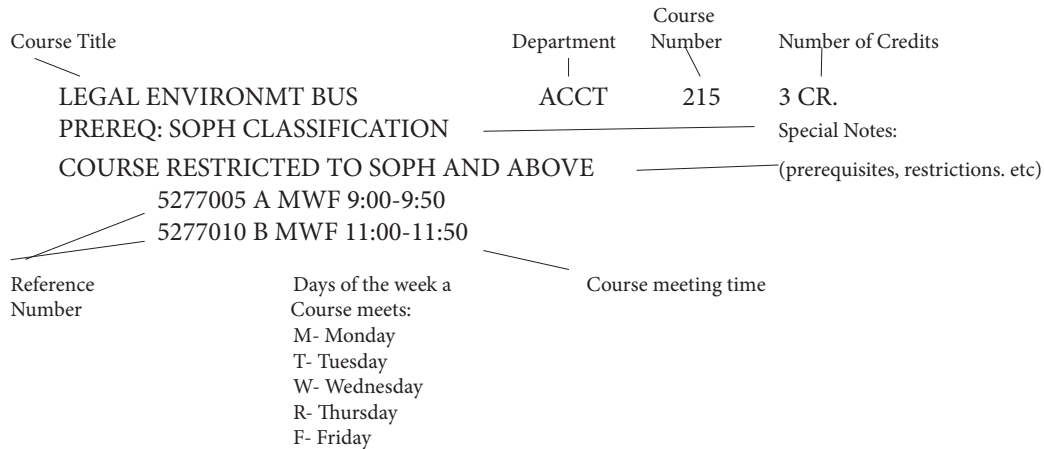 Course
Course Title Department Number Number of Credits
LEGAL ENVIRONMT BUS ACCT 215 3 CR.
PREREQ: SOPH CLASSIFICATION Special Notes:
COURSE RESTRICTED TO SOPH AND ABOVE (prerequisites, restrictions. etc)
5277005 A MWF 9:00-9:50
5277010 B MWF 11:00-11:50
Reference Days of the week a Course meeting time
Number Course meets:
M- Monday
T- Tuesday
W- Wednesday
R- Thursday
F- Friday